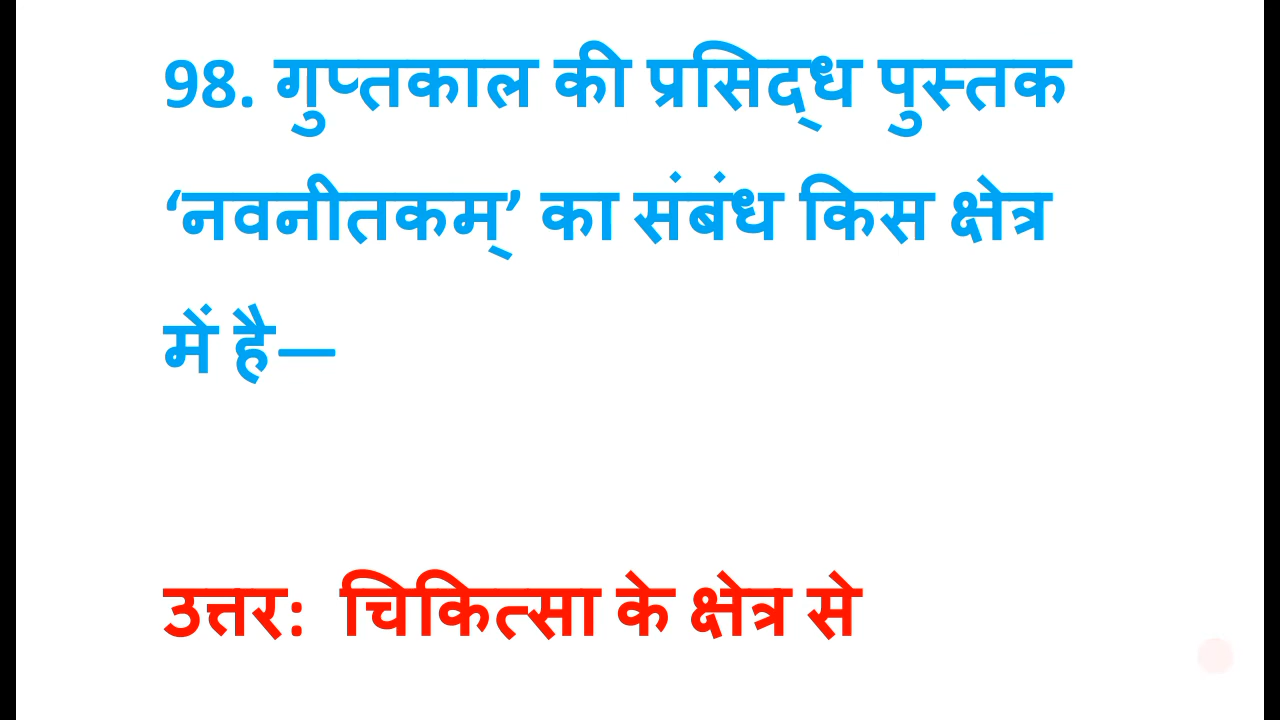 98. गुप्तकाल की प्रसिद्ध पुस्तक
‘नवनीतकम्’ का संबंध किस क्षेत्र
में है—
उत्तर: चिकित्सा के क्षेत्र से